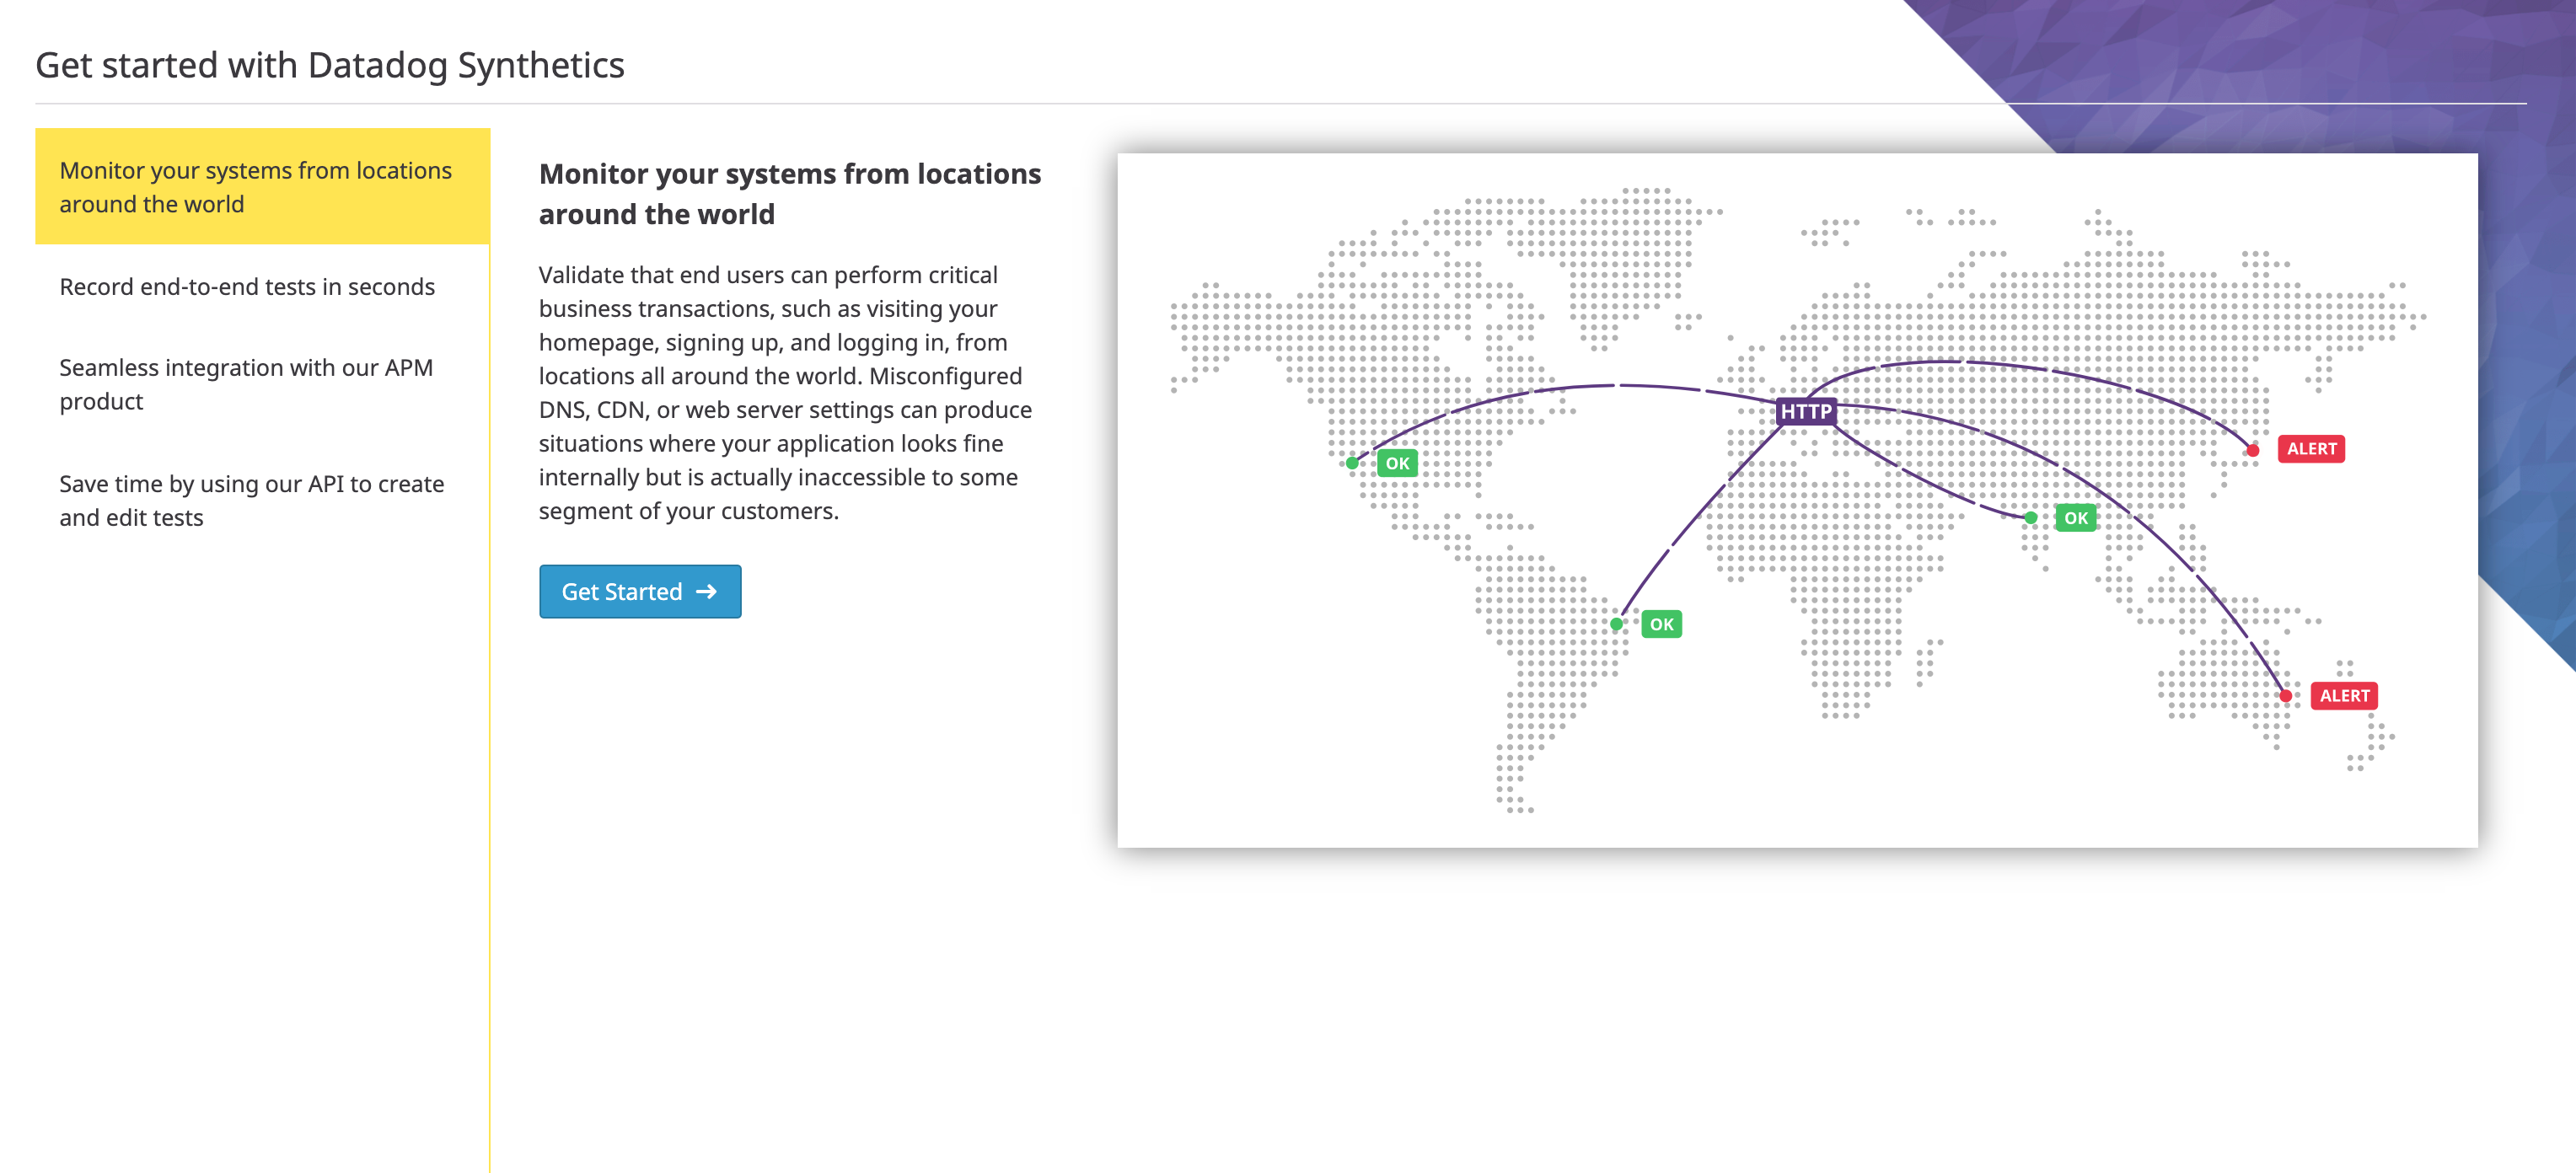 Get started with Datadog Synthetics
Monitor your systems from locations
around the world
Record end-to-end tests in seconds
Seamless integration with our APM
product
Save time by using our API to create
and edit tests
Monitor your systems from locations
around the world
Validate that end users can perform critical
business transactions, such as visiting your
homepage, signing up, and logging in, from
locations all around the world. Misconfigured
DNS, CDN, or web server settings can produce
situations where your application looks fine
internally but is actually inaccessible to some
segment of your customers.
Get Started →
HTTP
ALERT
OK
OK
OK
ALERT